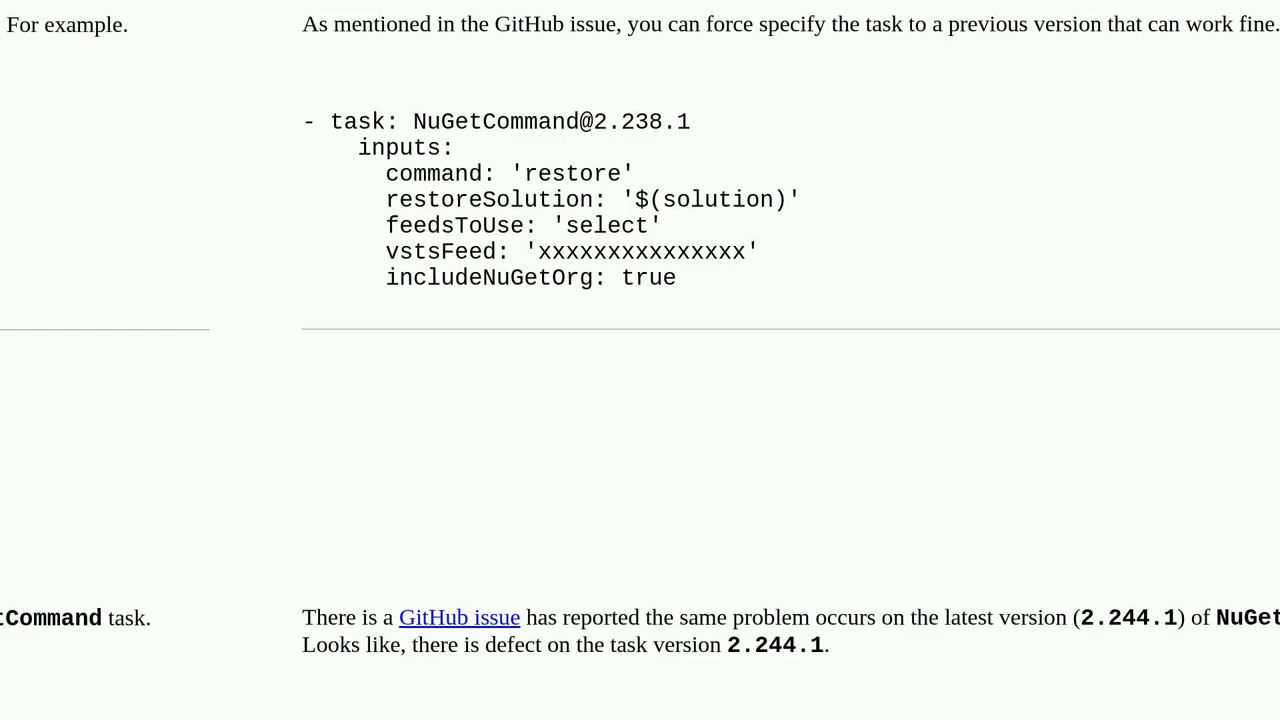 For example.
As mentioned in the GitHub issue, you can force specify the task to a previous version that can work fine.
- task: NuGetCommand@2.238.1
    inputs:
      command: 'restore'
      restoreSolution: '$(solution)'
      feedsToUse: 'select'
      vstsFeed: 'xxxxxxxxxxxxxxx'
      includeNuGetOrg: true
tCommand task.
There is a GitHub issue has reported the same problem occurs on the latest version (2.244.1) of NuGet
Looks like, there is defect on the task version 2.244.1.